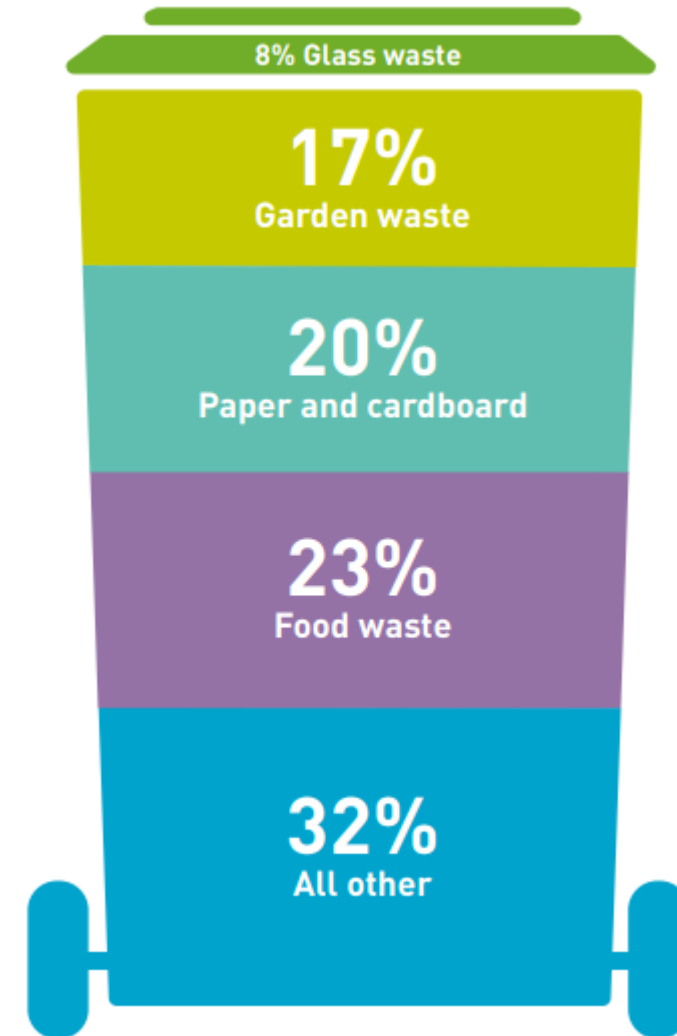 8% Glass waste
17%
Garden waste
20%
Paper and cardboard
23%
Food waste
32%
All other